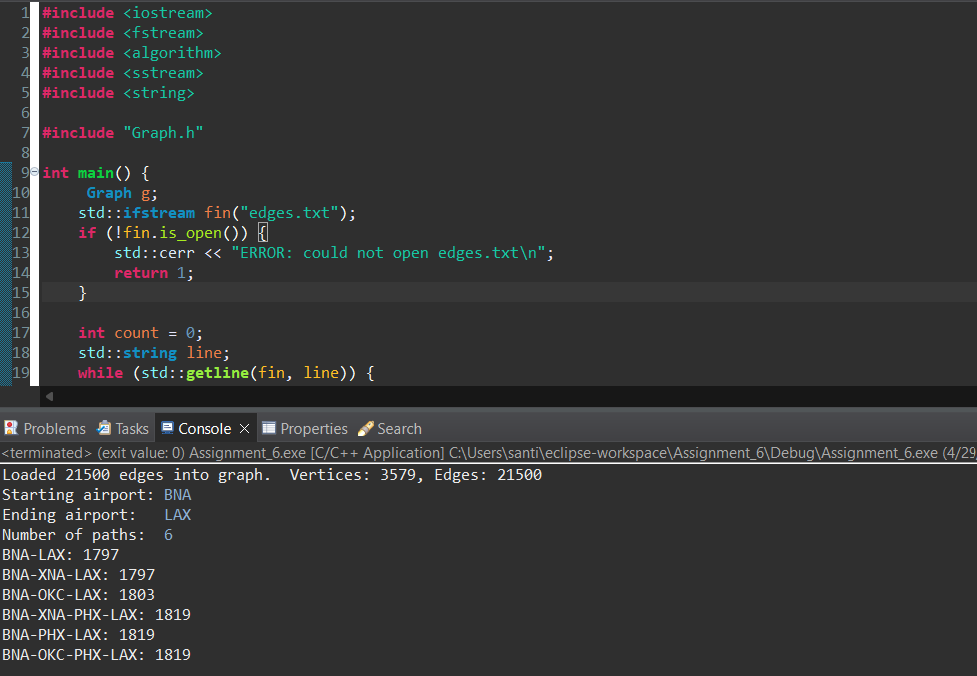 1 #include <iostream>
2 #include <fstream>
3 #include <algorithm>
4 #include <sstream>
5 #include <string>
6
7 #include "Graph.h"
8
9 int main() {
10 Graph g;
11 std::ifstream fin("edges.txt");
12 if (!fin.is_open()) {
13 std::cerr << "ERROR: could not open edges.txt\n";
14 return 1;
15 }
16
17 int count = 0;
18 std::string line;
19 while (std::getline(fin, line)) {
Problems Tasks Console Properties Search
<terminated> (exit value: 0) Assignment_6.exe [C/C++ Application] C:\Users\santi\eclipse-workspace\Assignment_6\Debug\Assignment_6.exe (4/29
Loaded 21500 edges into graph.  Vertices: 3579, Edges: 21500
Starting airport: BNA
Ending airport:   LAX
Number of paths:  6
BNA-LAX: 1797
BNA-XNA-LAX: 1797
BNA-OKC-LAX: 1803
BNA-XNA-PHX-LAX: 1819
BNA-PHX-LAX: 1819
BNA-OKC-PHX-LAX: 1819